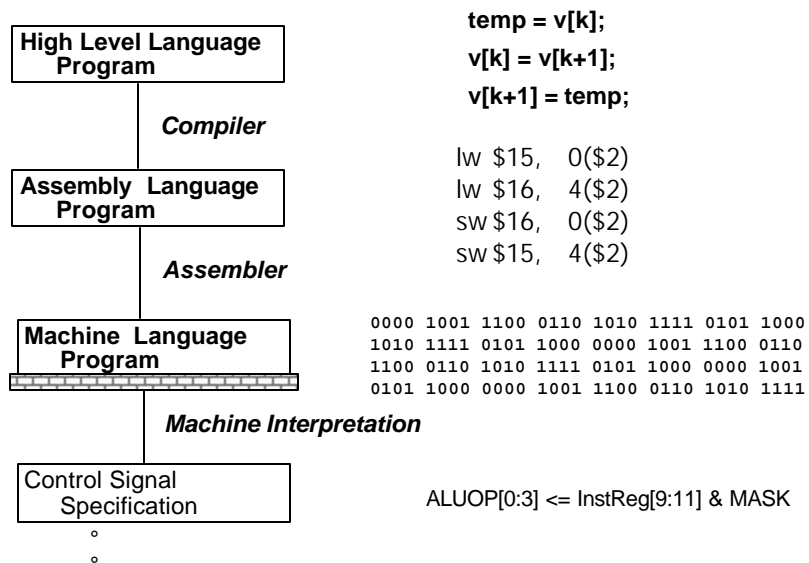 temp = v[k];
High Level Language
Program
v[k] = v[k+1];
v[k+1] = temp;
Compiler
lw $15, 0($2)
Assembly Language
Program
lw $16, 4($2)
sw $16, 0($2)
sw $15, 4($2)
Assembler
Machine Language
Program
0000 1001 1100 0110 1010 1111 0101 1000
1010 1111 0101 1000 0000 1001 1100 0110
1100 0110 1010 1111 0101 1000 0000 1001
0101 1000 0000 1001 1100 0110 1010 1111
Machine Interpretation
Control Signal
Specification
ALUOP[0:3] <= InstReg[9:11] & MASK